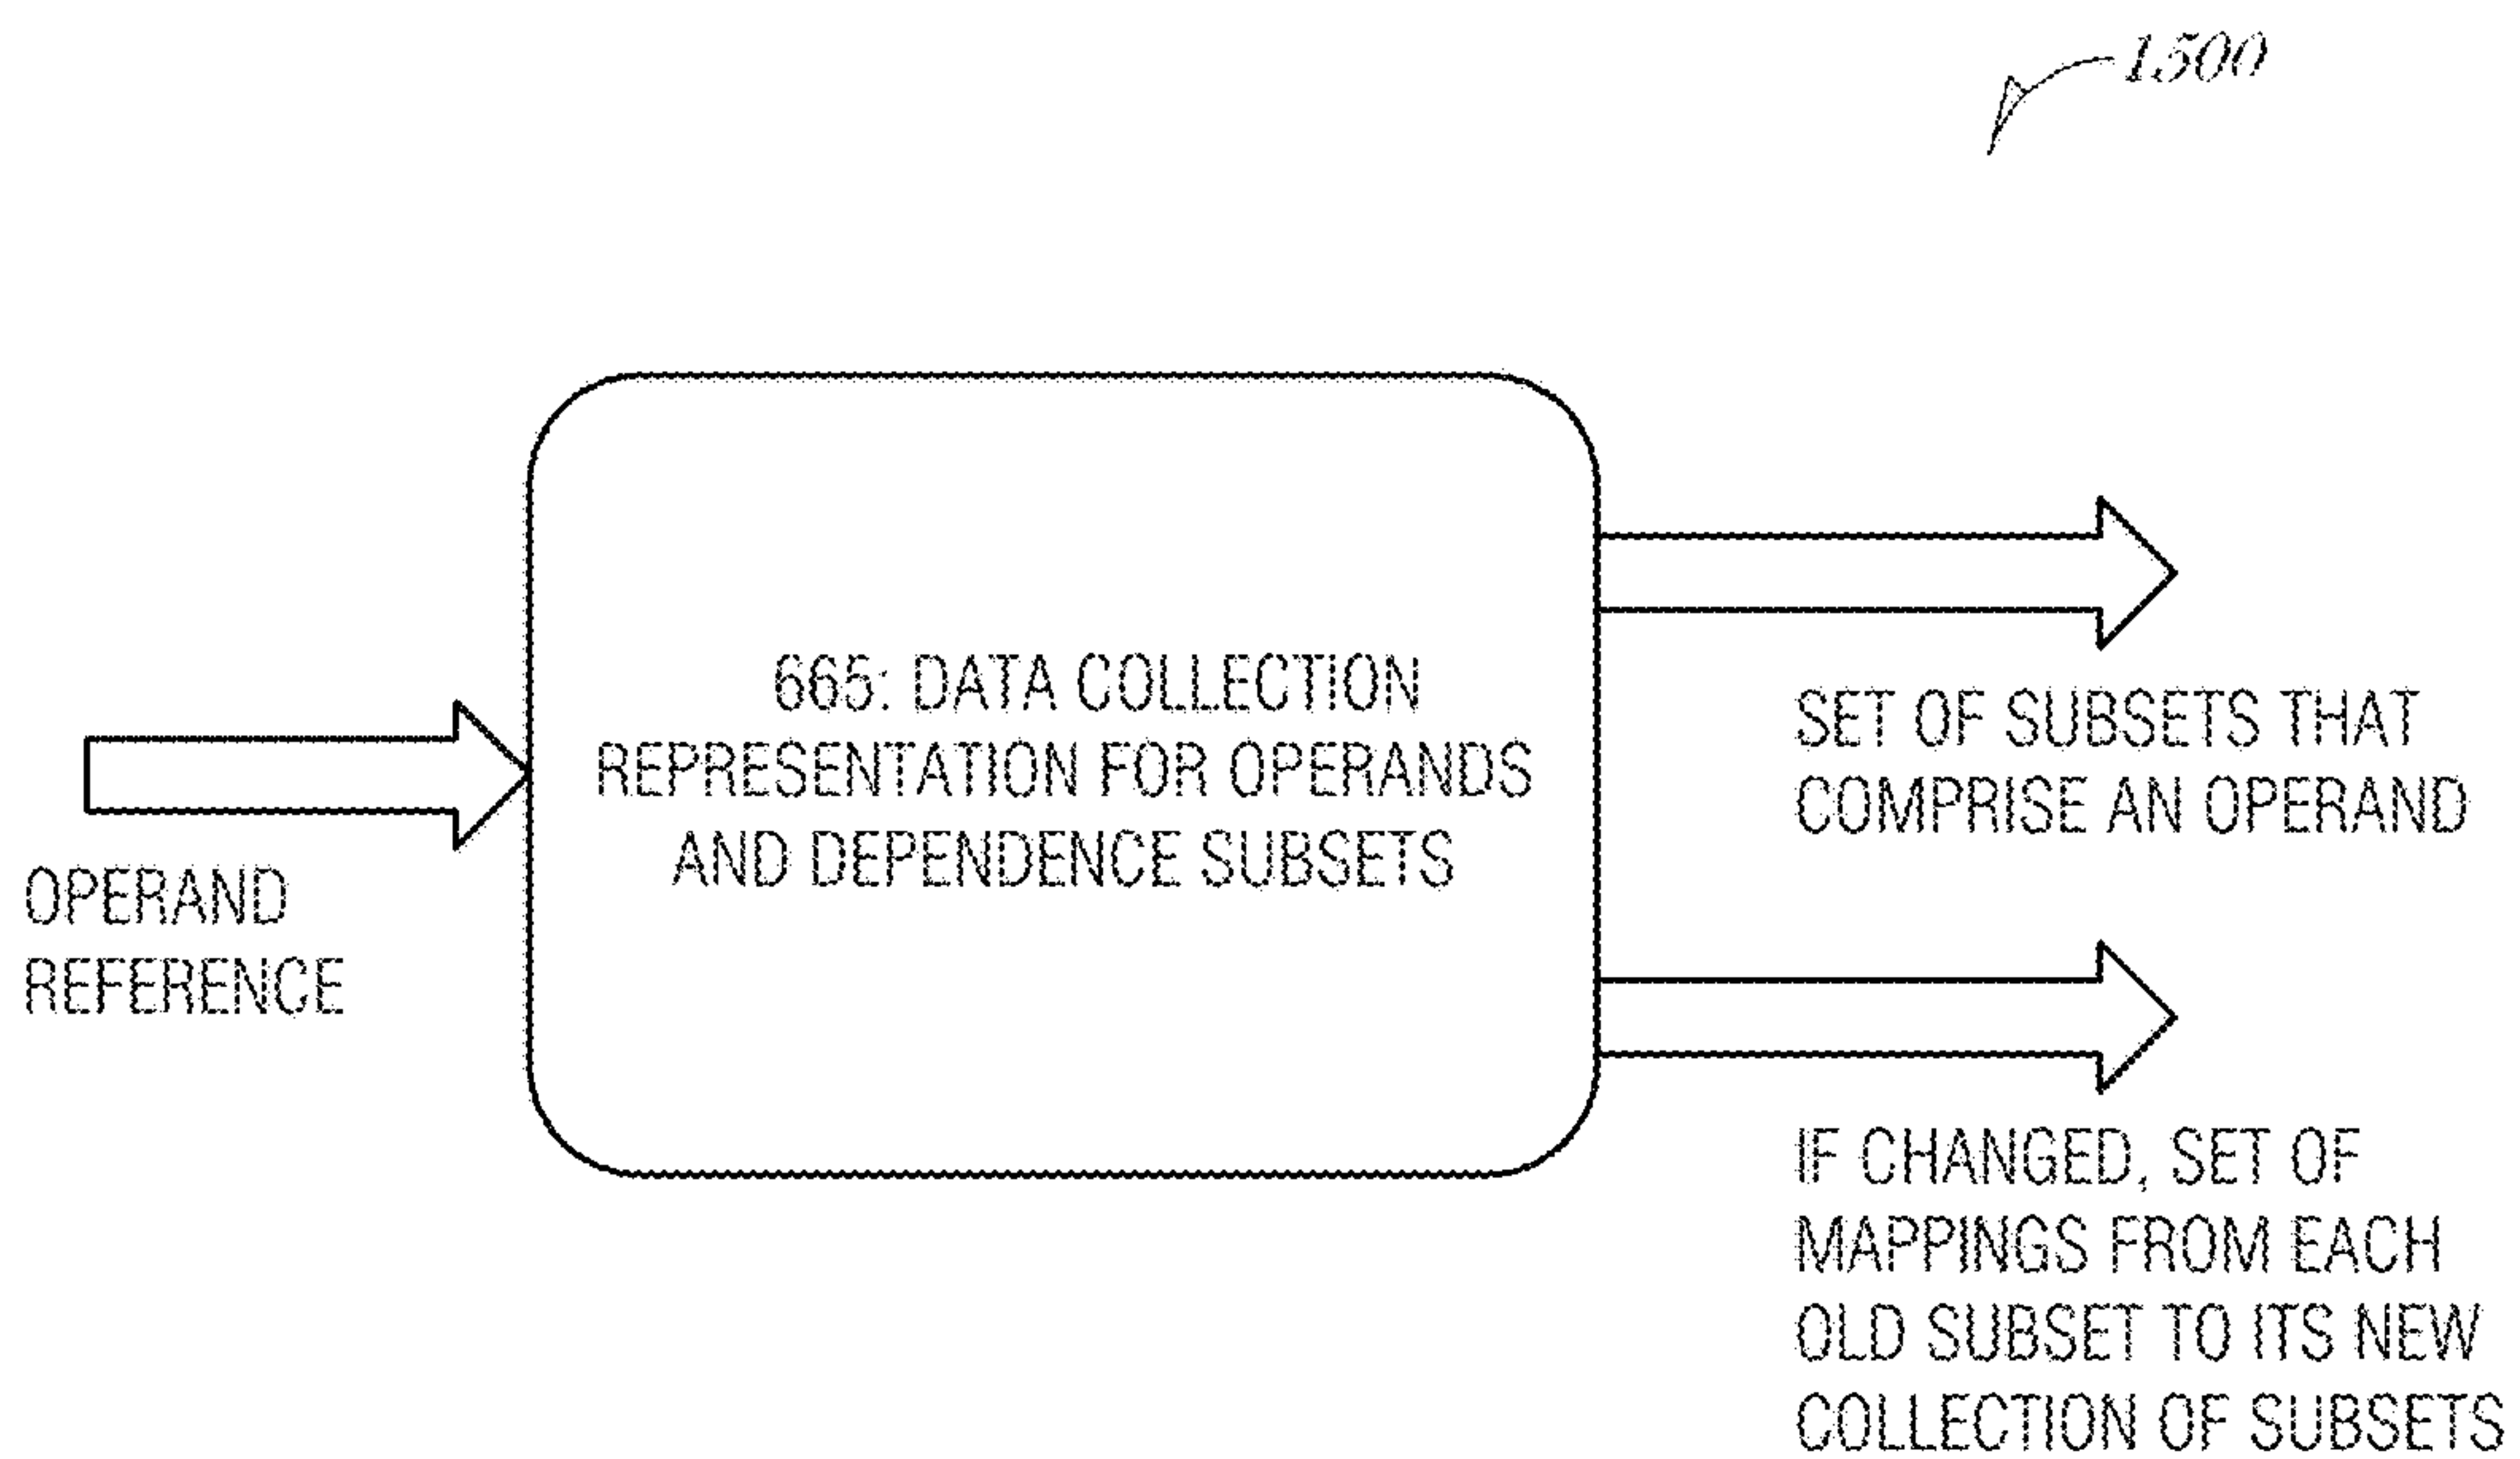 1500
665: DATA COLLECTION
REPRESENTATION FOR OPERANDS
AND DEPENDENCE SUBSETS
OPERAND
REFERENCE
SET OF SUBSETS THAT
COMPRISE AN OPERAND
IF CHANGED, SET OF
MAPPINGS FROM EACH
OLD SUBSET TO ITS NEW
COLLECTION OF SUBSETS